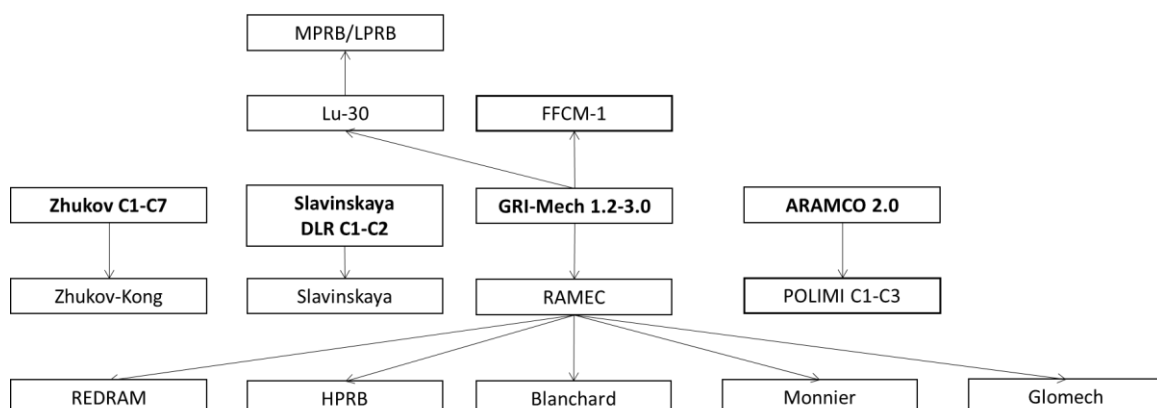 MPRB/LPRB
Lu-30
FFCM-1
Zhukov C1-C7
Slavinskaya
DLR C1-C2
GRI-Mech 1.2-3.0
ARAMCO 2.0
Zhukov-Kong
Slavinskaya
RAMEC
POLIMI C1-C3
REDRAM
HPRB
Blanchard
Monnier
Glomech